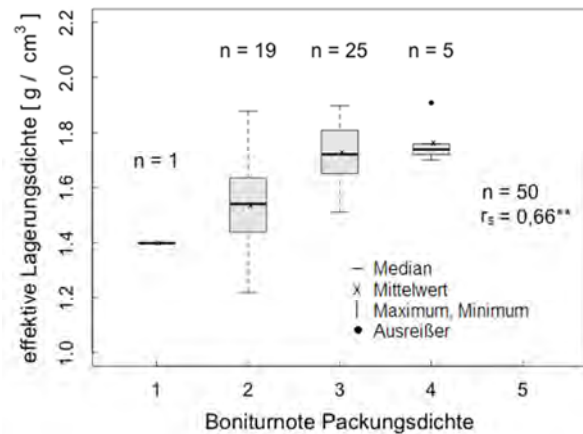 effektive Lagerungsdichte [ g / cm³ ]
2.2
2.0
1.8
1.6
1.4
1.2
1.0
n = 1
n = 19
n = 25
n = 5
n = 50
rₛ = 0,66**
– Median
x Mittelwert
| Maximum, Minimum
• Ausreißer
1 2 3 4 5
Boniturnote Packungsdichte